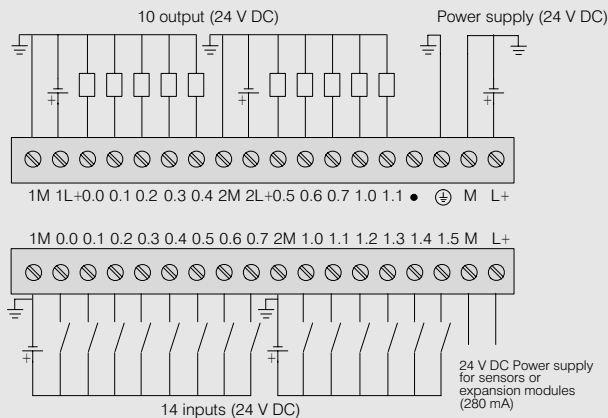 10 output (24 V DC)
Power supply (24 V DC)
+
+
+
1M 1L+ 0.0 0.1 0.2 0.3 0.4 2M 2L+ 0.5 0.6 0.7 1.0 1.1 • ⏚ M L+
1M 0.0 0.1 0.2 0.3 0.4 0.5 0.6 0.7 2M 1.0 1.1 1.2 1.3 1.4 1.5 M L+
+
+
24 V DC Power supply
for sensors or
expansion modules
(280 mA)
14 inputs (24 V DC)